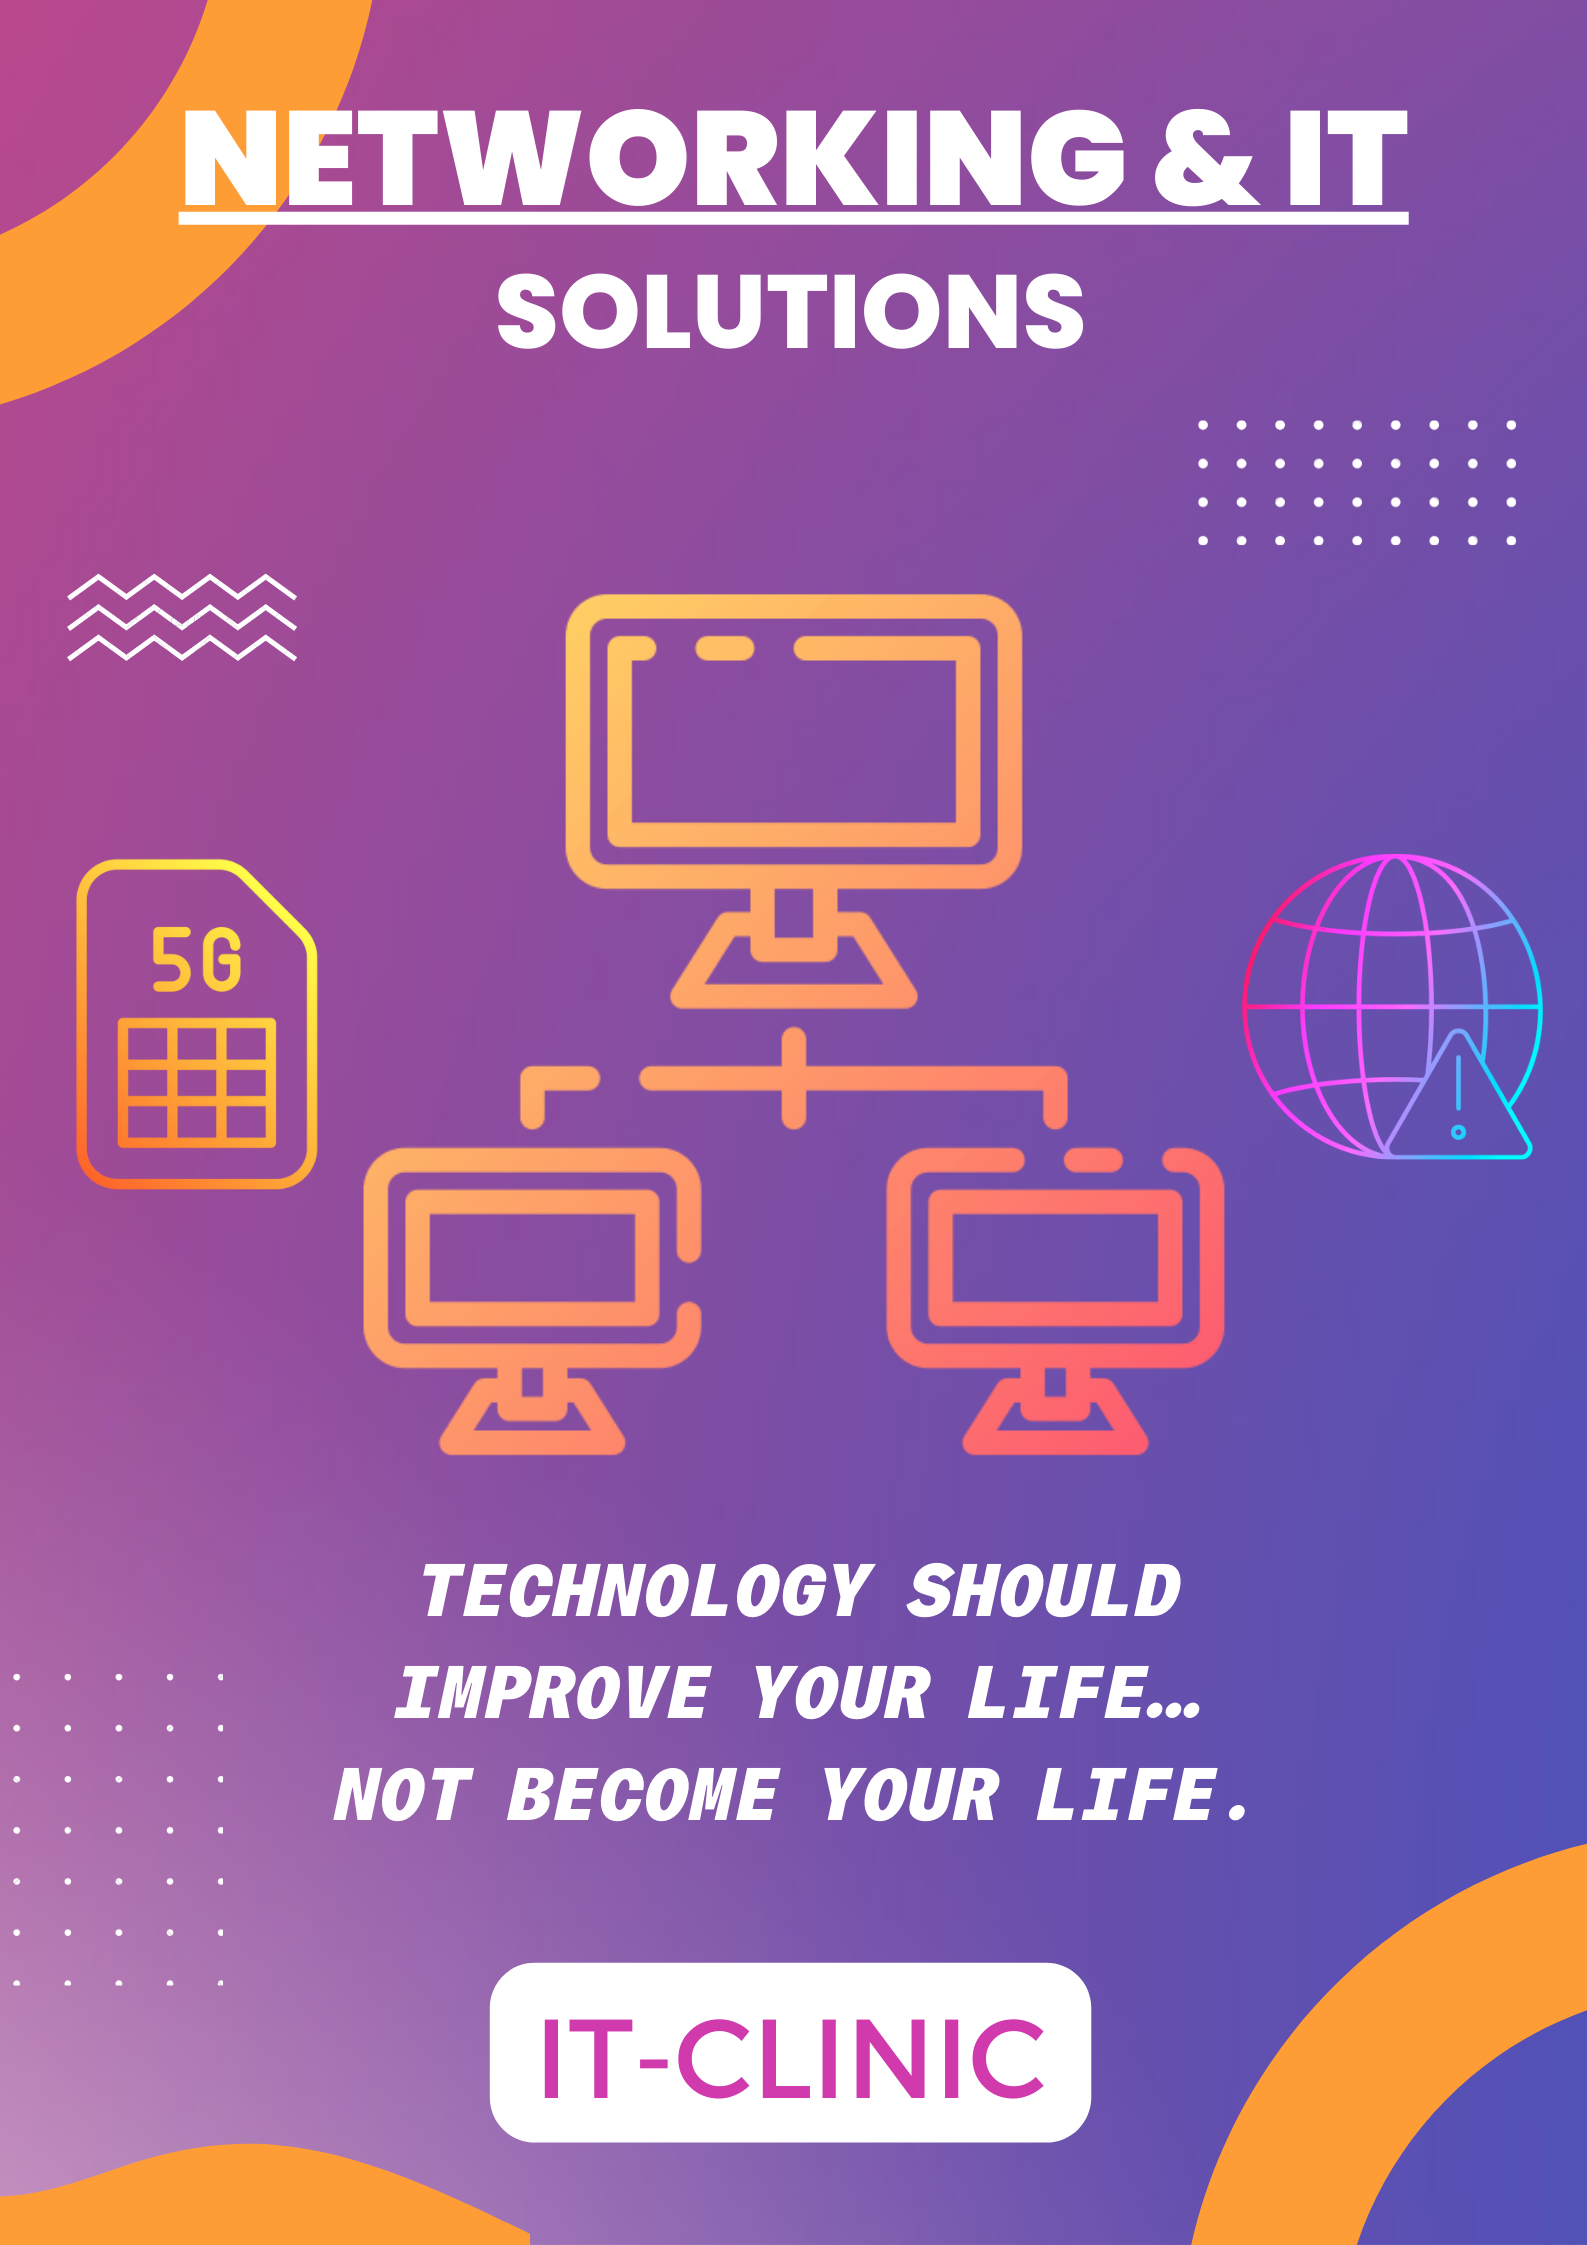 NETWORKING & IT
SOLUTIONS
5G
TECHNOLOGY SHOULD
IMPROVE YOUR LIFE…
NOT BECOME YOUR LIFE.
IT-CLINIC